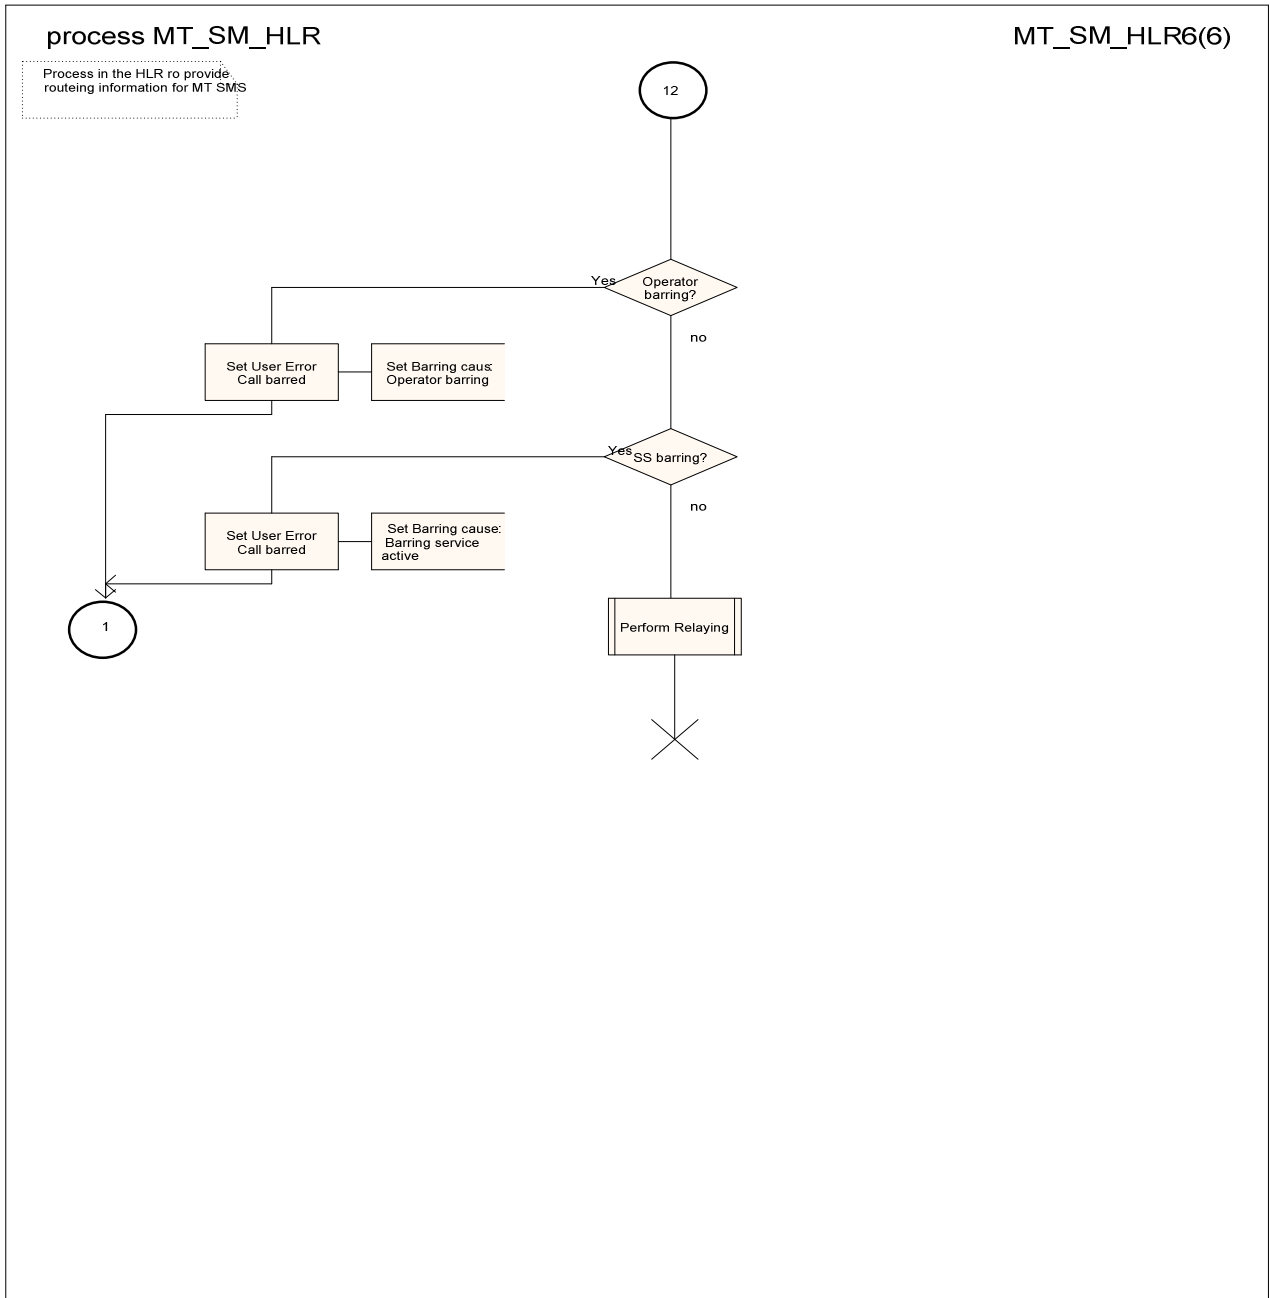 process MT_SM_HLR
MT_SM_HLR6(6)
Process in the HLR ro provide
routeing information for MT SMS
12
Yes
Operator
barring?
no
Set User Error
Call barred
Set Barring caus:
Operator barring
Yes
SS barring?
no
Set User Error
Call barred
Set Barring cause:
Barring service
active
1
Perform Relaying